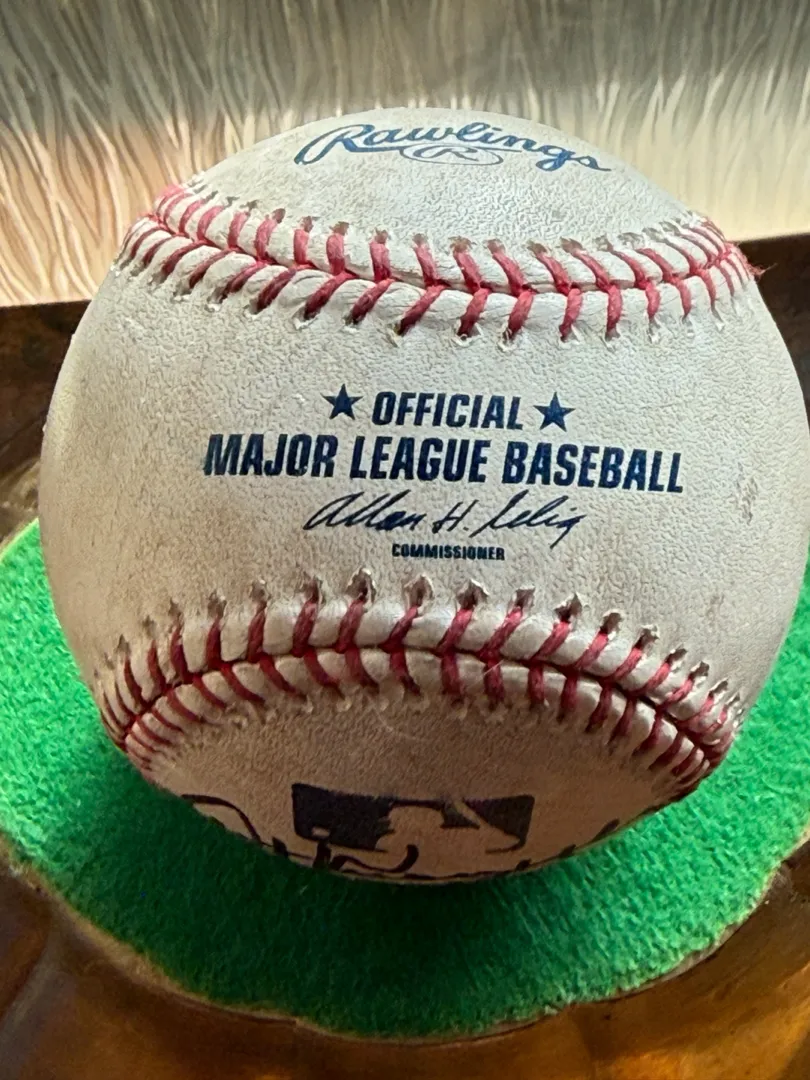 Rawlings
R
★ OFFICIAL ★
MAJOR LEAGUE BASEBALL
Allan H. Selig
COMMISSIONER